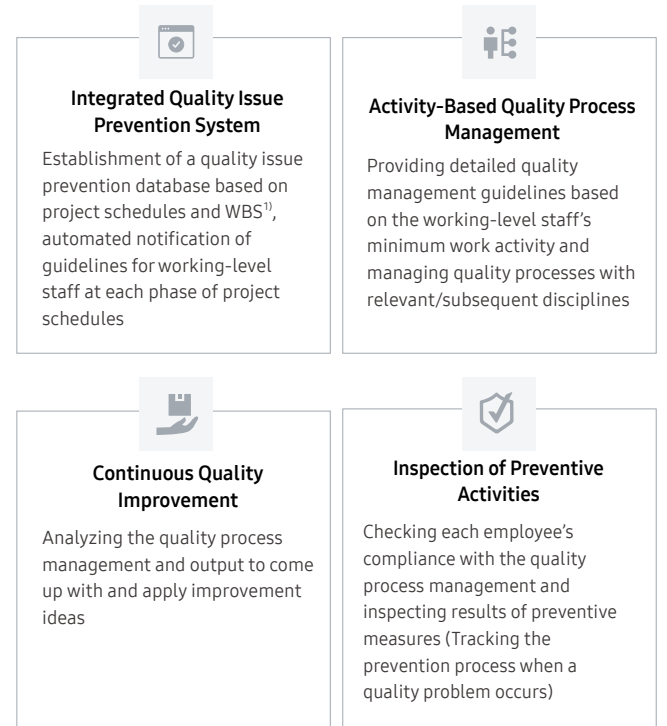 Integrated Quality Issue
Prevention System
Establishment of a quality issue
prevention database based on
project schedules and WBS1),
automated notification of
guidelines for working-level
staff at each phase of project
schedules
Activity-Based Quality Process
Management
Providing detailed quality
management guidelines based
on the working-level staff’s
minimum work activity and
managing quality processes with
relevant/subsequent disciplines
Continuous Quality
Improvement
Analyzing the quality process
management and output to come
up with and apply improvement
ideas
Inspection of Preventive
Activities
Checking each employee’s
compliance with the quality
process management and
inspecting results of preventive
measures (Tracking the
prevention process when a
quality problem occurs)